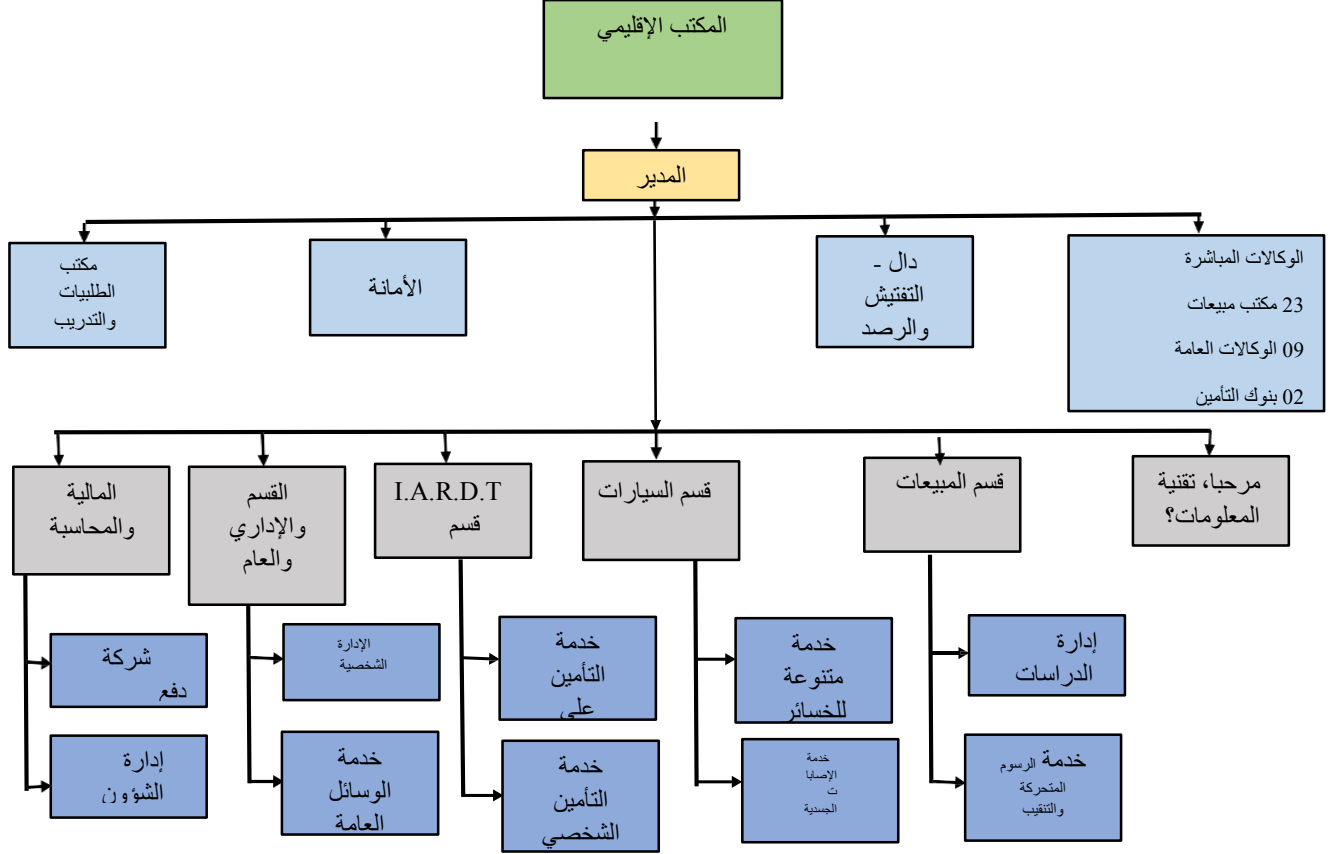 المكتب الإقليمي
المدير
الوكالات المباشرة
23 مكتب مبيعات
09 الوكالات العامة
02 بنوك التأمين
دال -
التفتيش
والرصد
الأمانة
مكتب
الطلبيات
والتدريب
مرحبا، تقنية
المعلومات؟
قسم المبيعات
قسم السيارات
I.A.R.D.T
قسم
القسم
والإداري
والعام
المالية
والمحاسبة
إدارة
الدراسات
خدمة
متنوعة
للخسائر
خدمة
التأمين
على
الإدارة
الشخصية
شركة
دفع
خدمة الرسوم
المتحركة
والتنقيب
خدمة
الإصابا
ت
الجسدية
خدمة
التأمين
الشخصي
خدمة
الوسائل
العامة
إدارة
الشؤون